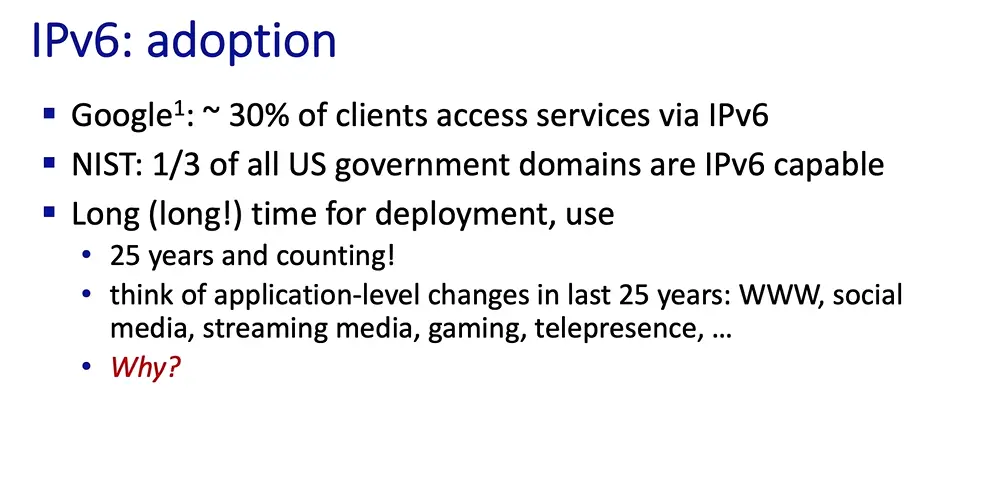 IPv6: adoption
▪ Google¹: ~ 30% of clients access services via IPv6
▪ NIST: 1/3 of all US government domains are IPv6 capable
▪ Long (long!) time for deployment, use
• 25 years and counting!
• think of application-level changes in last 25 years: WWW, social
media, streaming media, gaming, telepresence, …
• Why?